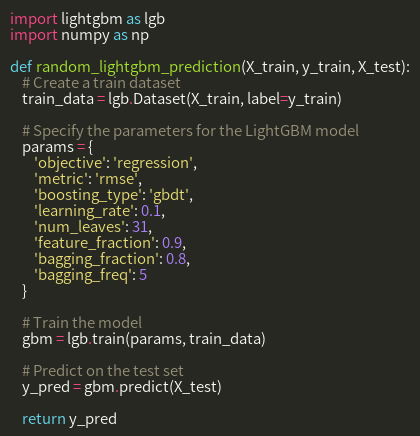 import lightgbm as lgb
import numpy as np
def random_lightgbm_prediction(X_train, y_train, X_test):
    # Create a train dataset
    train_data = lgb.Dataset(X_train, label=y_train)
    # Specify the parameters for the LightGBM model
    params = {
        'objective': 'regression',
        'metric': 'rmse',
        'boosting_type': 'gbdt',
        'learning_rate': 0.1,
        'num_leaves': 31,
        'feature_fraction': 0.9,
        'bagging_fraction': 0.8,
        'bagging_freq': 5
    }
    # Train the model
    gbm = lgb.train(params, train_data)
    # Predict on the test set
    y_pred = gbm.predict(X_test)
    return y_pred